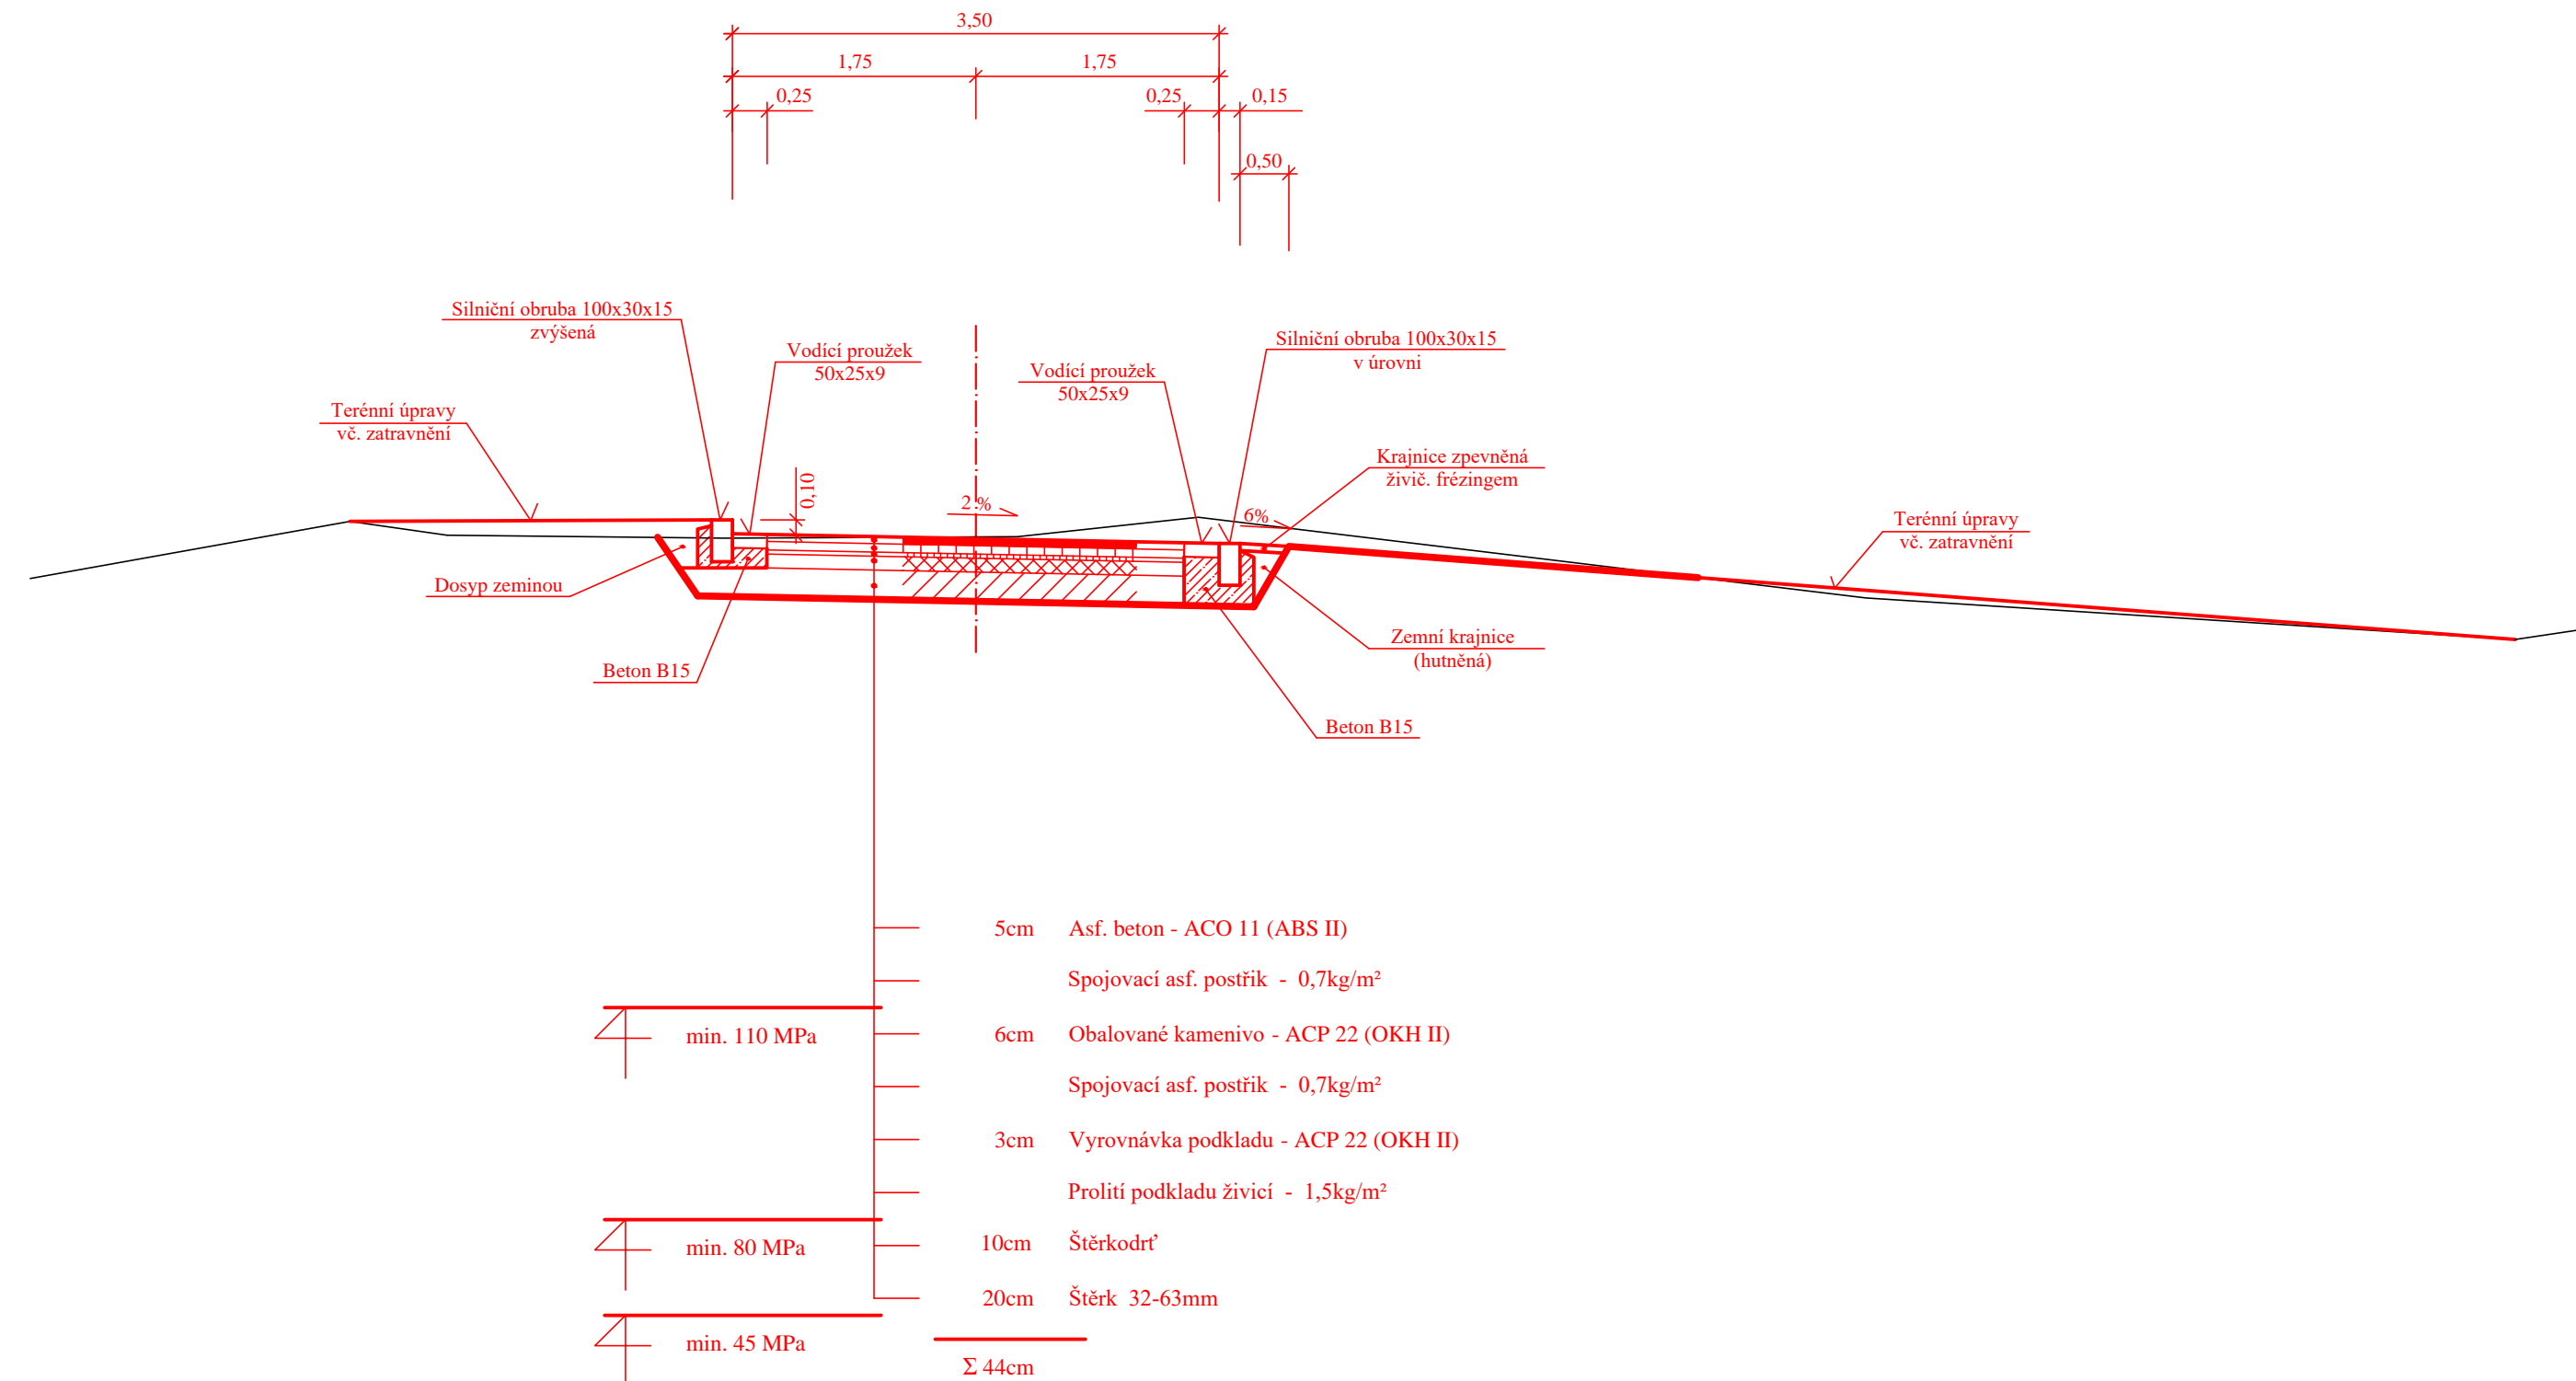 3,50
1,75
1,75
0,25
0,25
0,15
0,50
Silniční obruba 100x30x15
zvýšená
Vodící proužek
50x25x9
Silniční obruba 100x30x15
v úrovni
Vodící proužek
50x25x9
Terénní úpravy
vč. zatravnění
Krajnice zpevněná
živič. frézingem
0,10
2 %
6%
Terénní úpravy
vč. zatravnění
Dosyp zeminou
Zemní krajnice
(hutněná)
Beton B15
Beton B15
5cm Asf. beton - ACO 11 (ABS II)
Spojovací asf. postřik - 0,7kg/m²
min. 110 MPa
6cm Obalované kamenivo - ACP 22 (OKH II)
Spojovací asf. postřik - 0,7kg/m²
3cm Vyrovnávka podkladu - ACP 22 (OKH II)
Prolití podkladu živicí - 1,5kg/m²
min. 80 MPa
10cm Štěrkodrť
20cm Štěrk 32-63mm
min. 45 MPa
Σ 44cm